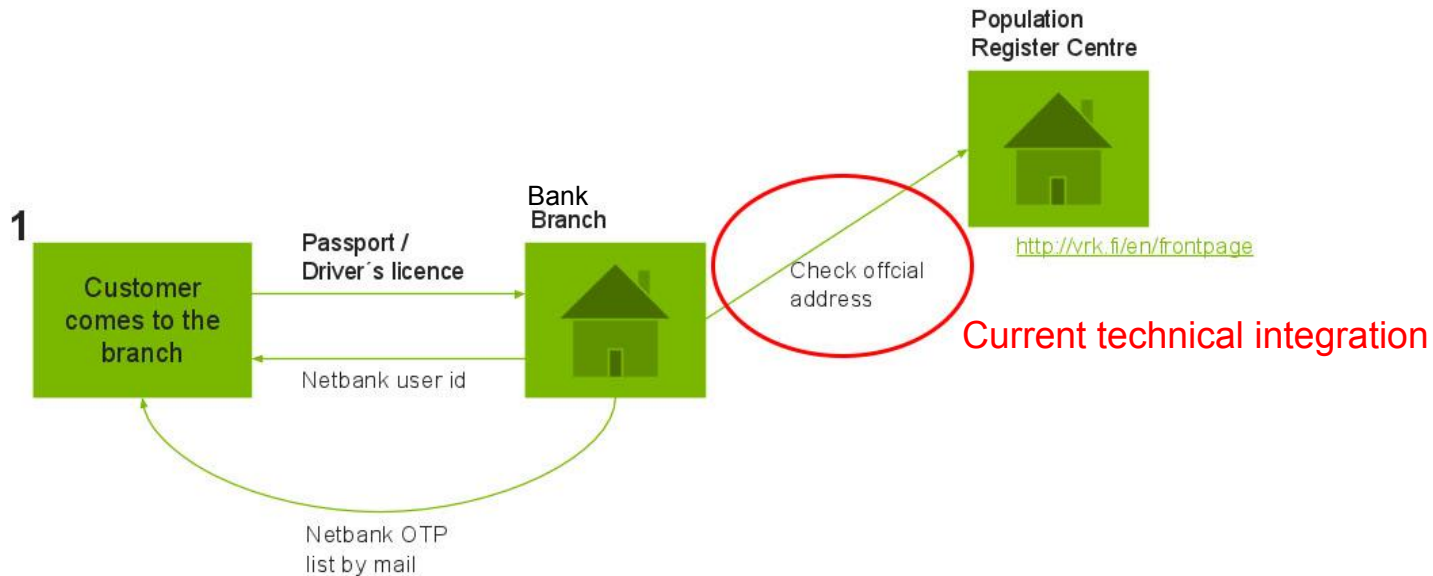 Population
Register Centre
http://vrk.fi/en/frontpage
1
Customer
comes to the
branch
Passport /
Driver´s licence
Netbank user id
Bank
Branch
Check offcial
address
Current technical integration
Netbank OTP
list by mail